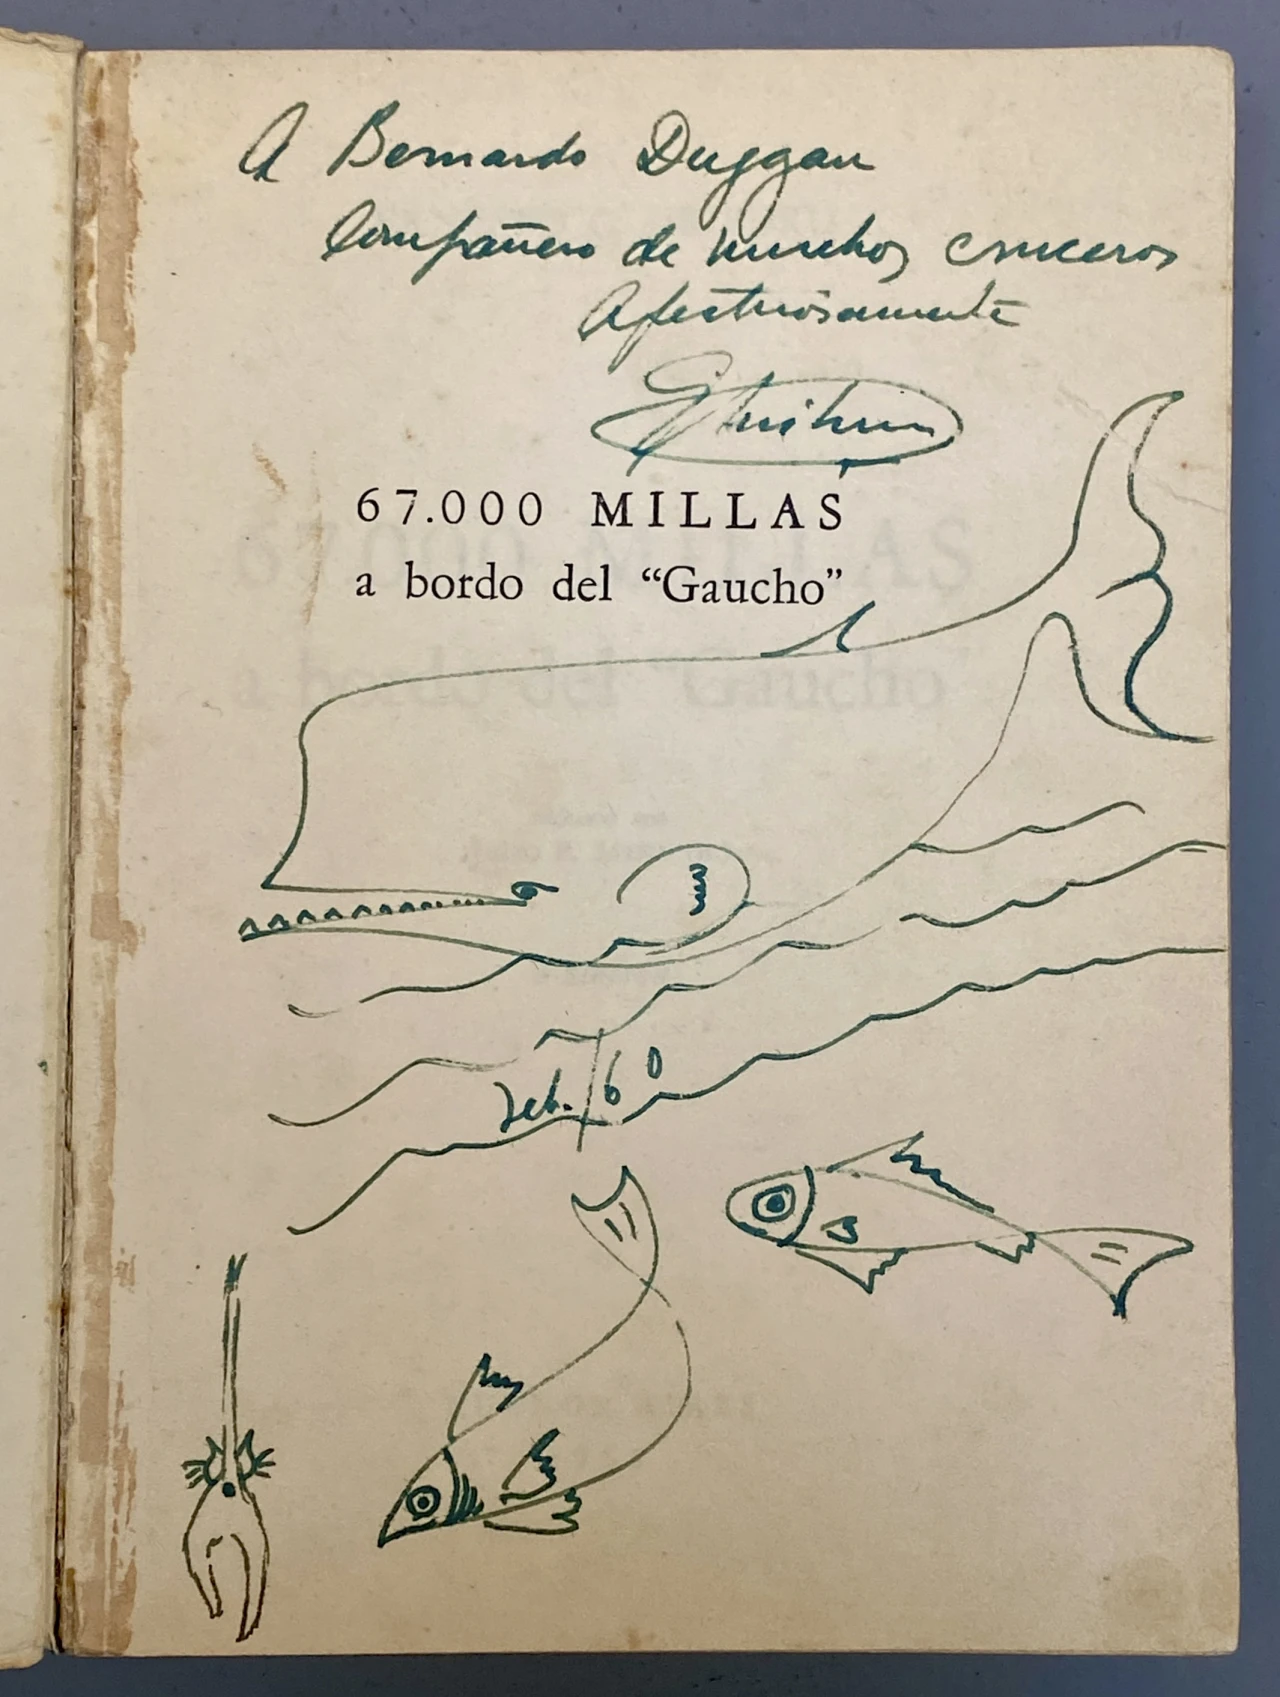 A Bernardo Duggan
Compañero de muchos cruceros
Afectuosamente
67.000 MILLAS
a bordo del “Gaucho”
Feb. / 60